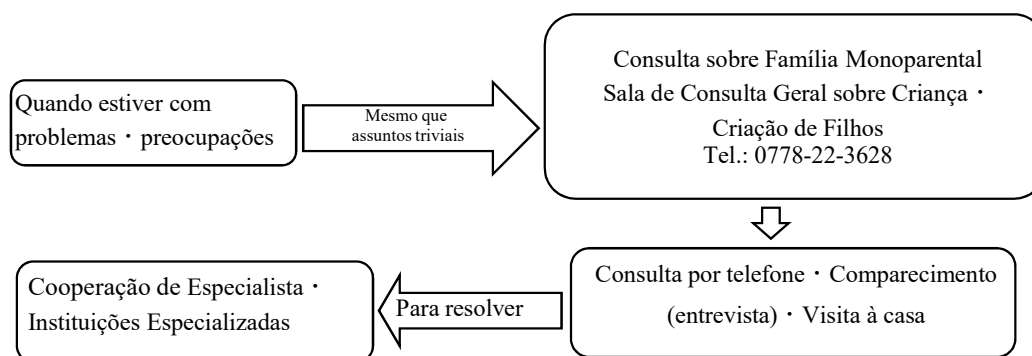 Quando estiver com
problemas・preocupações
Mesmo que
assuntos triviais
Consulta sobre Família Monoparental
Sala de Consulta Geral sobre Criança・
Criação de Filhos
Tel.: 0778-22-3628
Consulta por telefone・Comparecimento
(entrevista)・Visita à casa
Para resolver
Cooperação de Especialista・
Instituições Especializadas